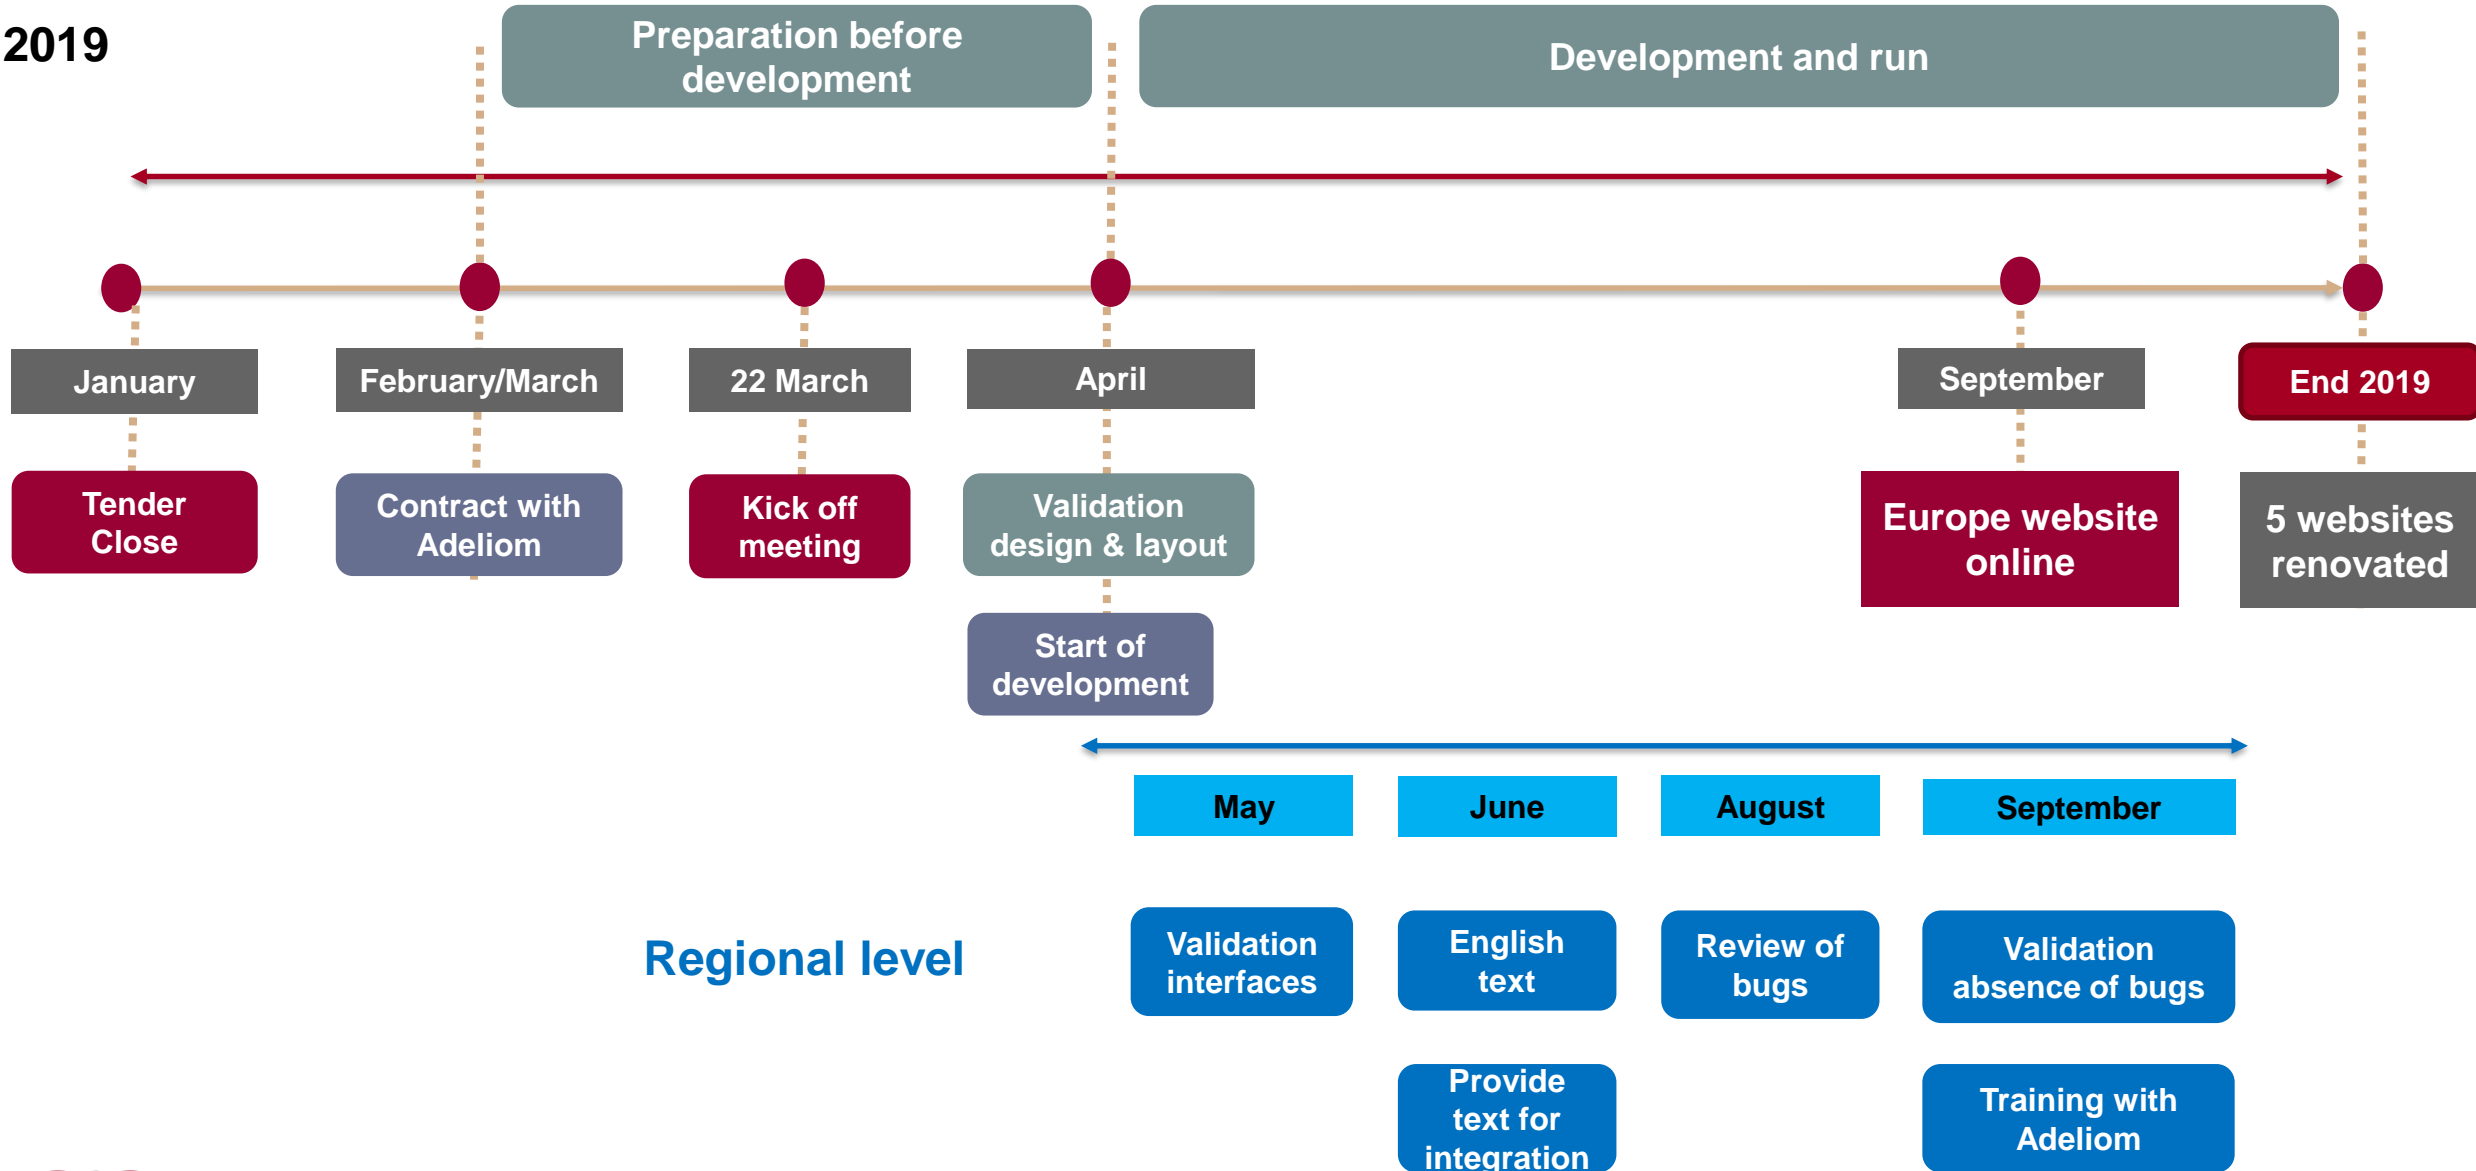 2019
Preparation before
development
Development and run
January
February/March
22 March
April
September
End 2019
Tender
Close
Contract with
Adeliom
Kick off
meeting
Validation
design & layout
Europe website
online
5 websites
renovated
Start of
development
May
June
August
September
Regional level
Validation
interfaces
English
text
Review of
bugs
Validation
absence of bugs
Provide
text for
integration
Training with
Adeliom